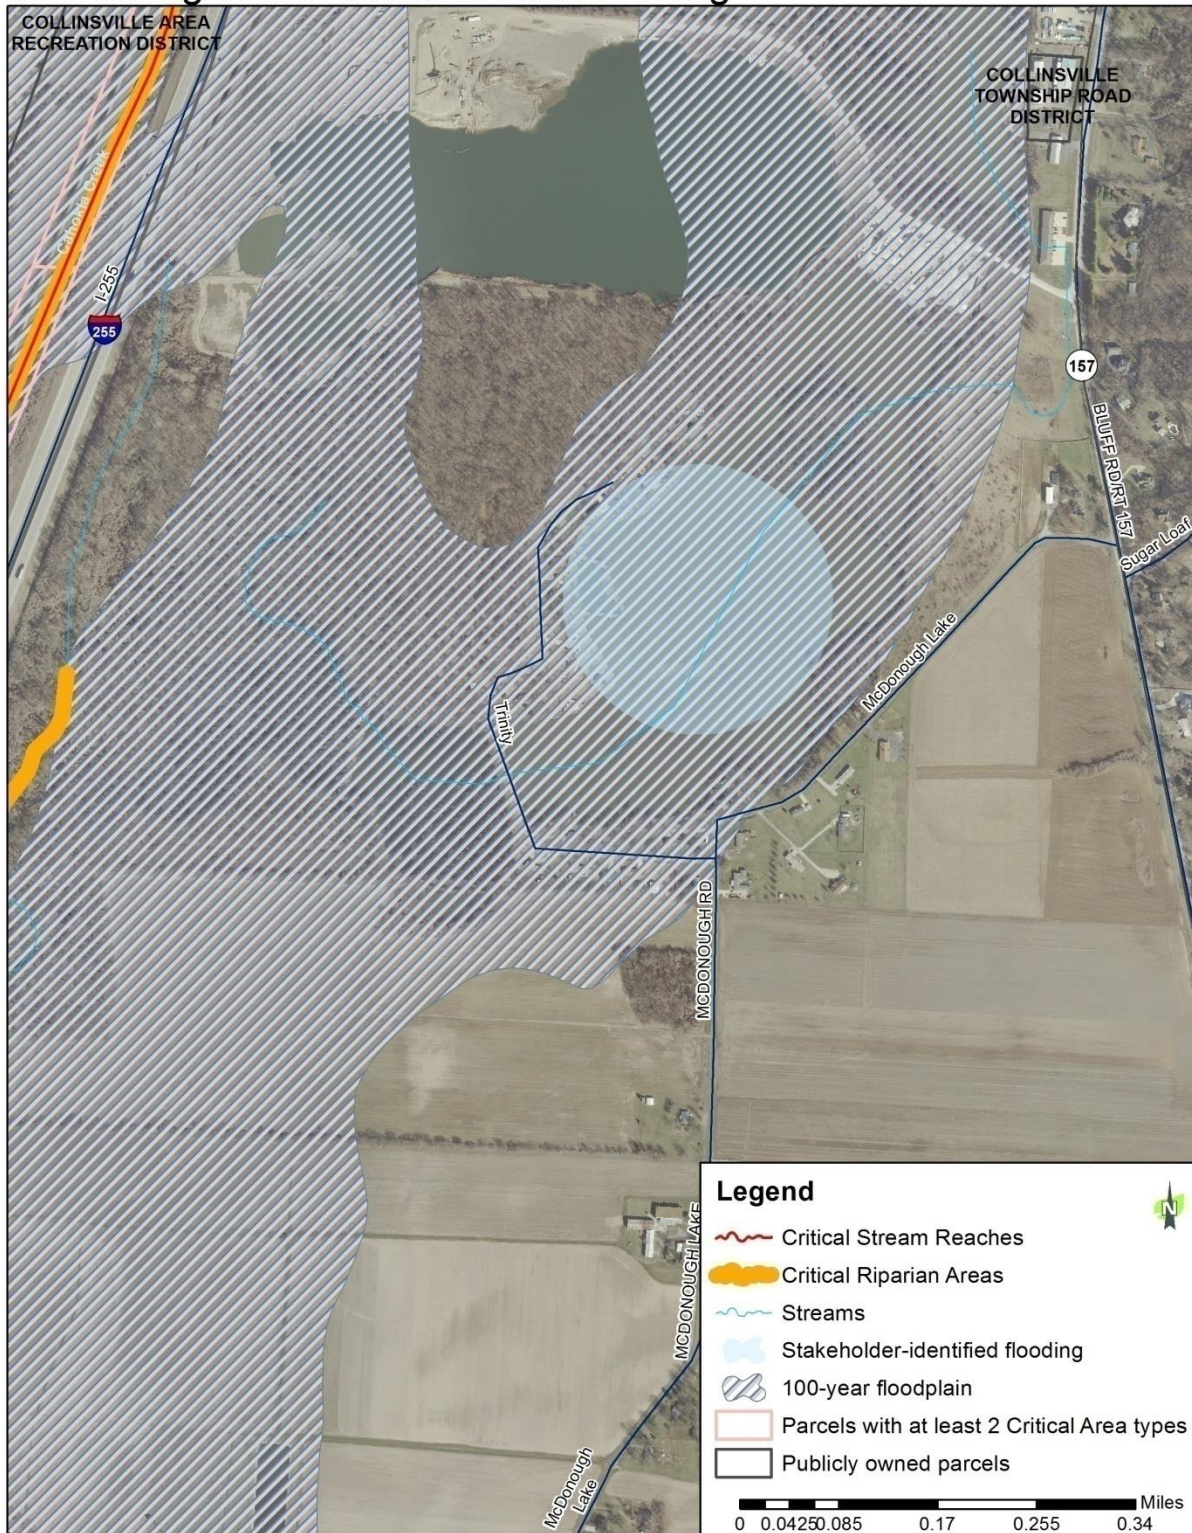 COLLINSVILLE AREA
RECREATION DISTRICT
COLLINSVILLE
TOWNSHIP ROAD
DISTRICT
Cahokia Creek
I-255
255
157
BLUFF RD/RT 157
Sugar Loaf
McDonough Lake
Trinity
MCDONOUGH RD
MCDONOUGH LAKE
McDonough
Lake
Legend
N
Critical Stream Reaches
Critical Riparian Areas
Streams
Stakeholder-identified flooding
100-year floodplain
Parcels with at least 2 Critical Area types
Publicly owned parcels
Miles
0 0.0425 0.085 0.17 0.255 0.34